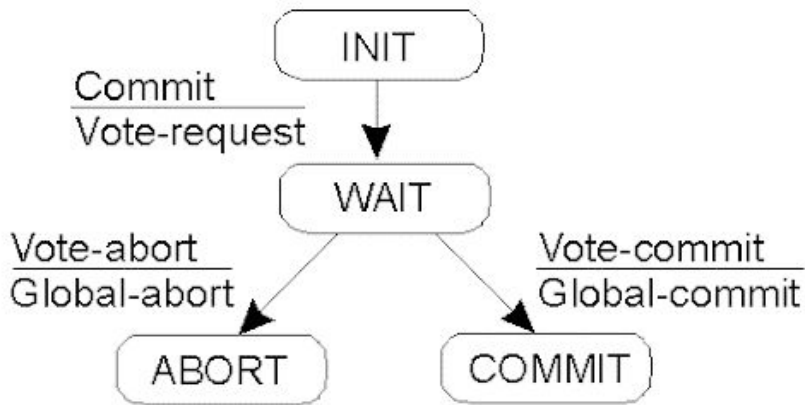 INIT
Commit
Vote-request
WAIT
Vote-abort
Global-abort
Vote-commit
Global-commit
ABORT
COMMIT